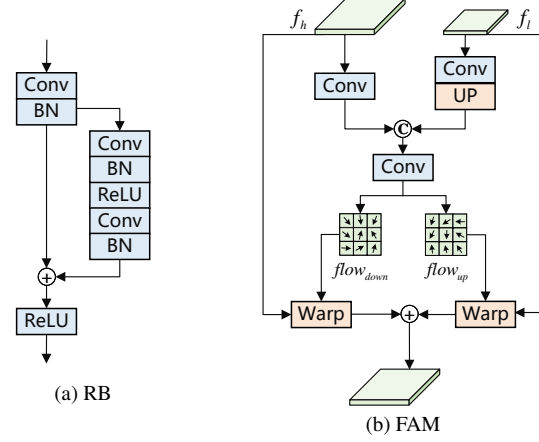 Conv
BN
Conv
BN
ReLU
Conv
BN
+
ReLU
(a) RB
f_h
f_l
Conv
Conv
UP
C
Conv
flow_down
flow_up
Warp
+
Warp
(b) FAM